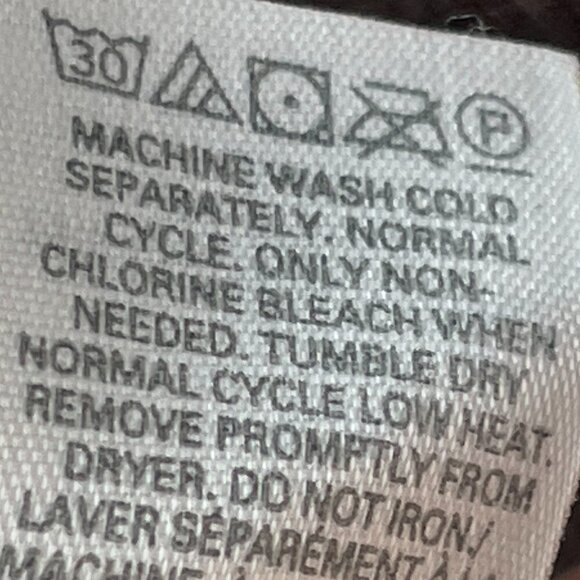 30 P
MACHINE WASH COLD
SEPARATELY. NORMAL
CYCLE. ONLY NON-
CHLORINE BLEACH WHEN
NEEDED. TUMBLE DRY
NORMAL CYCLE LOW HEAT.
REMOVE PROMPTLY FROM
DRYER. DO NOT IRON./
LAVER SÉPARÉMENT À
MACHINE